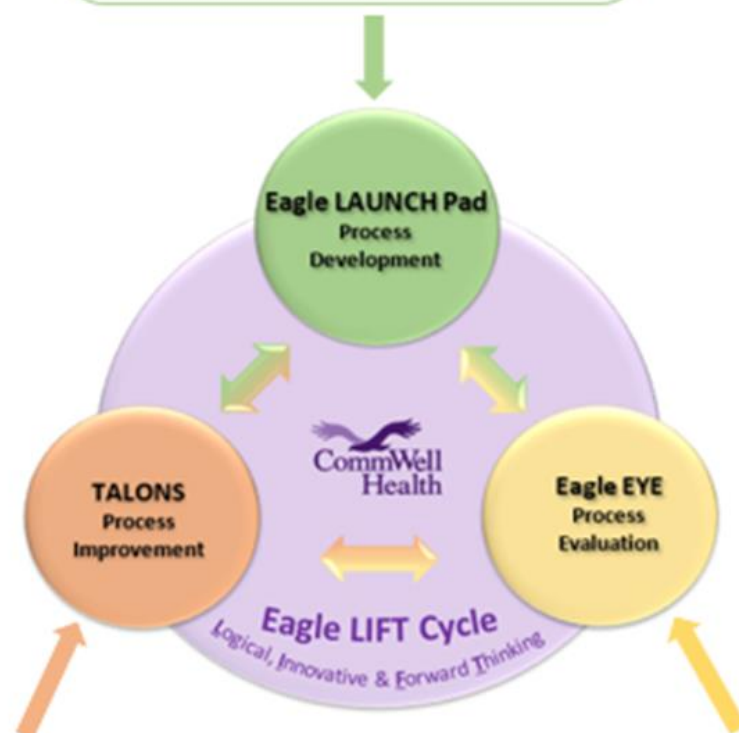 Eagle LAUNCH Pad
Process
Development
CommWell
Health
TALONS
Process
Improvement
Eagle EYE
Process
Evaluation
Eagle LIFT Cycle
Logical, Innovative & Forward Thinking